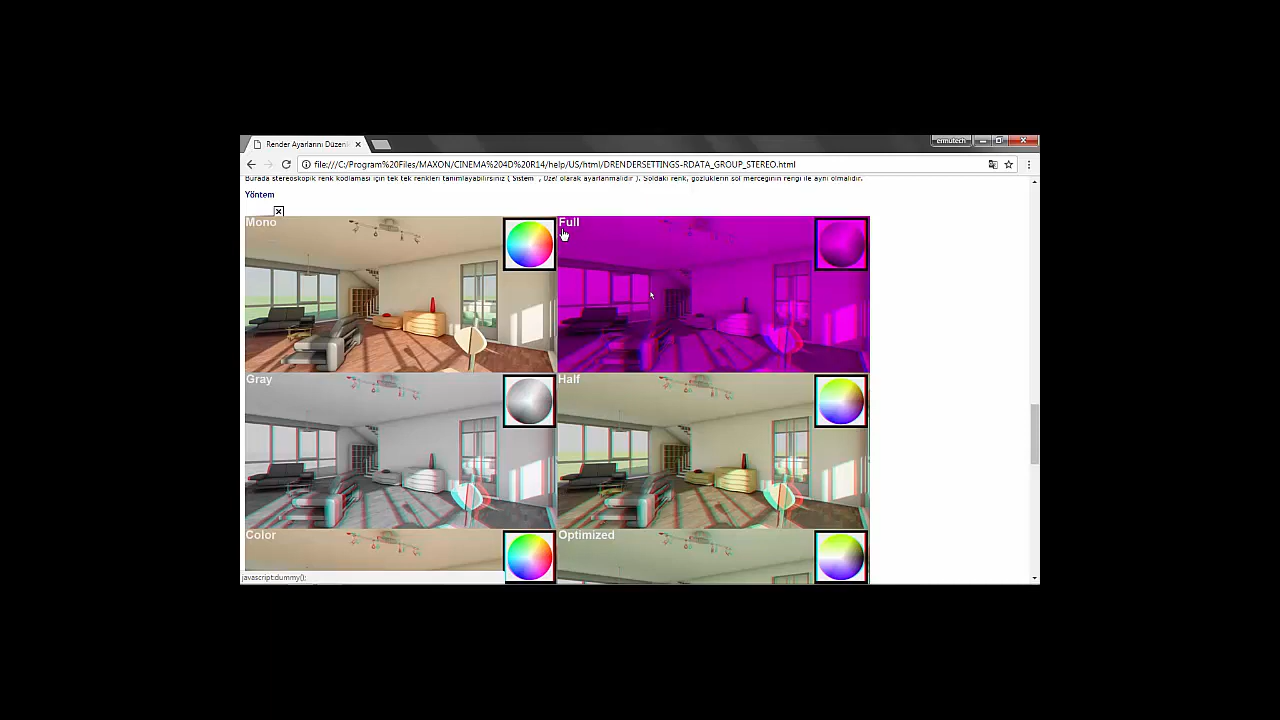 Render Ayarlarını Düzenl
ermutech
file:///C:/Program%20Files/MAXON/CINEMA%204D%20R14/help/US/html/DRENDERSETTINGS-RDATA_GROUP_STEREO.html
Burada stereoskopik renk kodlaması için tek tek renkleri tanımlayabilirsiniz ( Sistem , Özel olarak ayarlanmalıdır ). Soldaki renk, gözlüklerin sol merceğinin rengi ile aynı olmalıdır.
Yöntem
Mono
Full
Gray
Half
Color
Optimized
javascript:dummy();